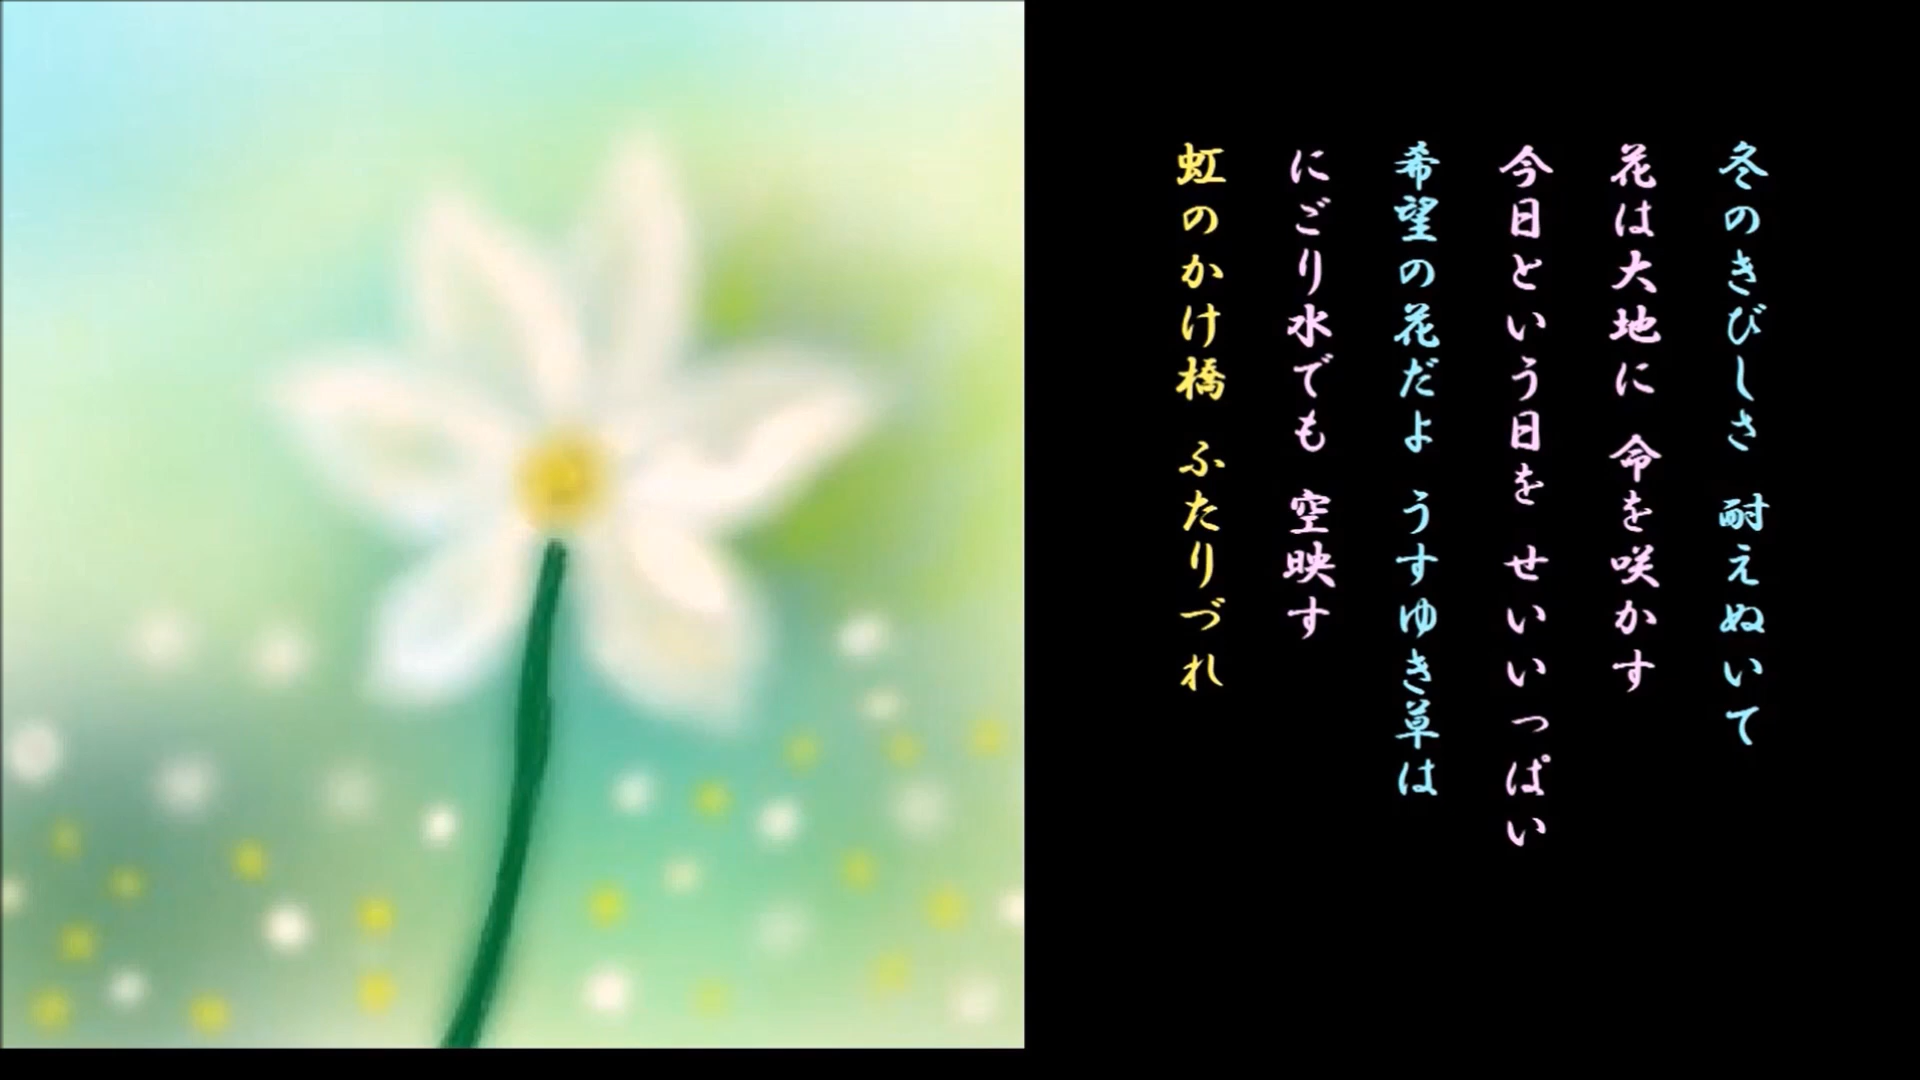 冬のきびしさ 耐えぬいて
花は大地に 命を咲かす
今日という日を せいいっぱい
希望の花だよ うすゆき草は
にごり水でも 空映す
虹のかけ橋 ふたりづれ